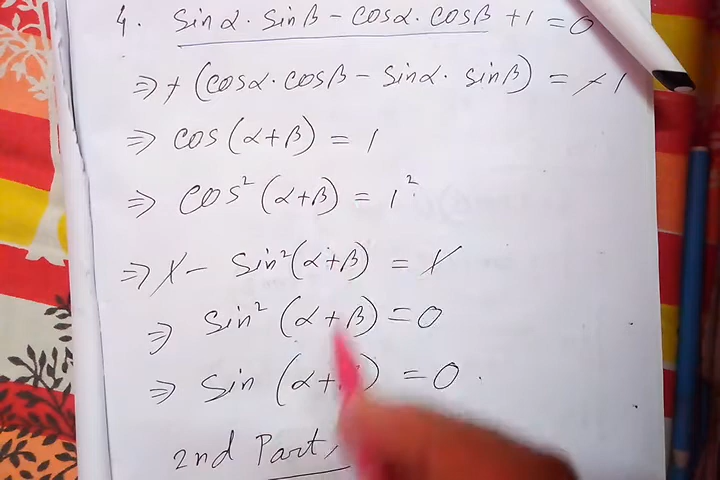 4. sinα. sinβ - cosα. cosβ + 1 = 0
⇒ + (cosα. cosβ - sinα. sinβ) = + 1
⇒ cos (α+β) = 1
⇒ cos² (α+β) = 1²
⇒ 1 - sin² (α+β) = 1
⇒ sin² (α+β) = 0
⇒ sin (α+β) = 0.
2nd Part,